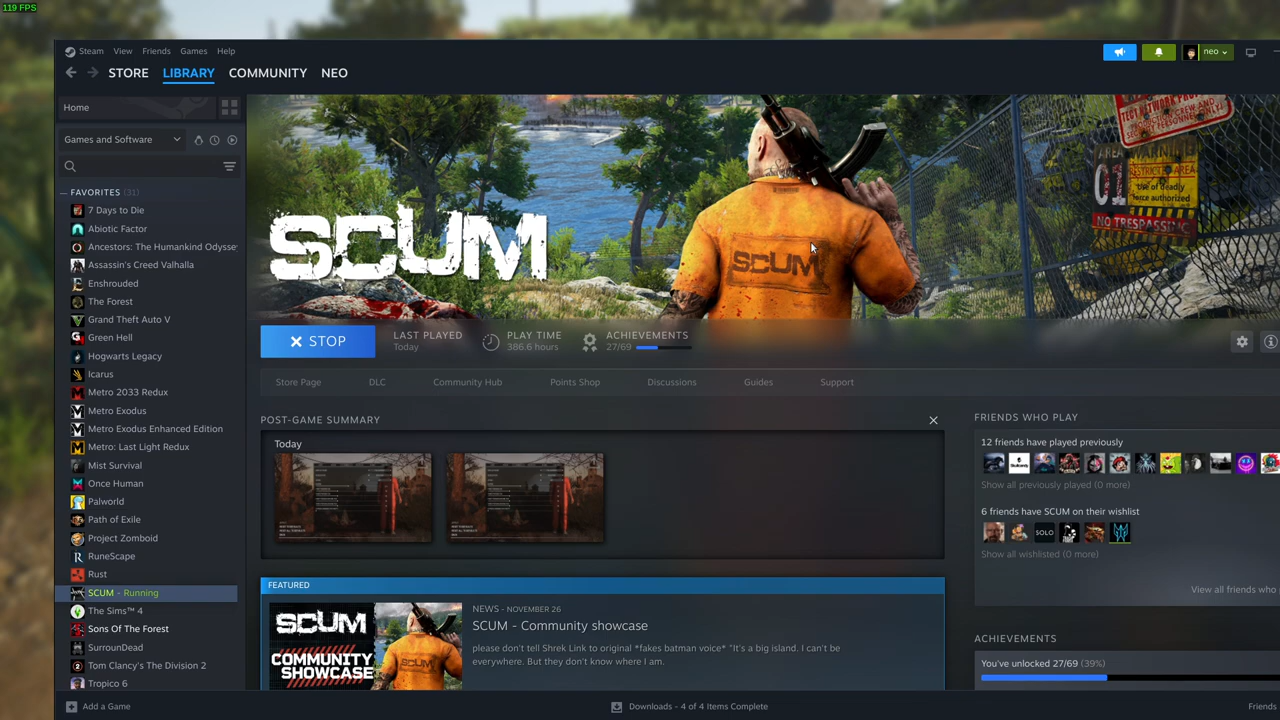 119 FPS
Steam View Friends Games Help
neo
STORE LIBRARY COMMUNITY NEO
Home
Games and Software
FAVORITES (31)
7 Days to Die
Abiotic Factor
Ancestors: The Humankind Odysse
Assassin's Creed Valhalla
Enshrouded
The Forest
Grand Theft Auto V
Green Hell
Hogwarts Legacy
Icarus
Metro 2033 Redux
Metro Exodus
Metro Exodus Enhanced Edition
Metro: Last Light Redux
Mist Survival
Once Human
Palworld
Path of Exile
Project Zomboid
RuneScape
Rust
SCUM - Running
The Sims™ 4
Sons Of The Forest
SurrounDead
Tom Clancy's The Division 2
Tropico 6
Add a Game
SCUM
SCUM
AREA
01
WARNING
RESTRICTED AREA
Use of deadly
force authorized
NO TRESPASSING
STOP
LAST PLAYED
Today
PLAY TIME
386.6 hours
ACHIEVEMENTS
27/69
Store Page DLC Community Hub Points Shop Discussions Guides Support
POST-GAME SUMMARY
Today
FEATURED
SCUM
COMMUNITY
SHOWCASE
SCUM
NEWS - NOVEMBER 26
SCUM - Community showcase
please don't tell Shrek Link to original *fakes batman voice* "It's a big island. I can't be
everywhere. But they don't know where I am.
FRIENDS WHO PLAY
12 friends have played previously
Show all previously played (0 more)
6 friends have SCUM on their wishlist
SOLO
Show all wishlisted (0 more)
View all friends who
ACHIEVEMENTS
You've unlocked 27/69 (39%)
Downloads - 4 of 4 Items Complete
Friends